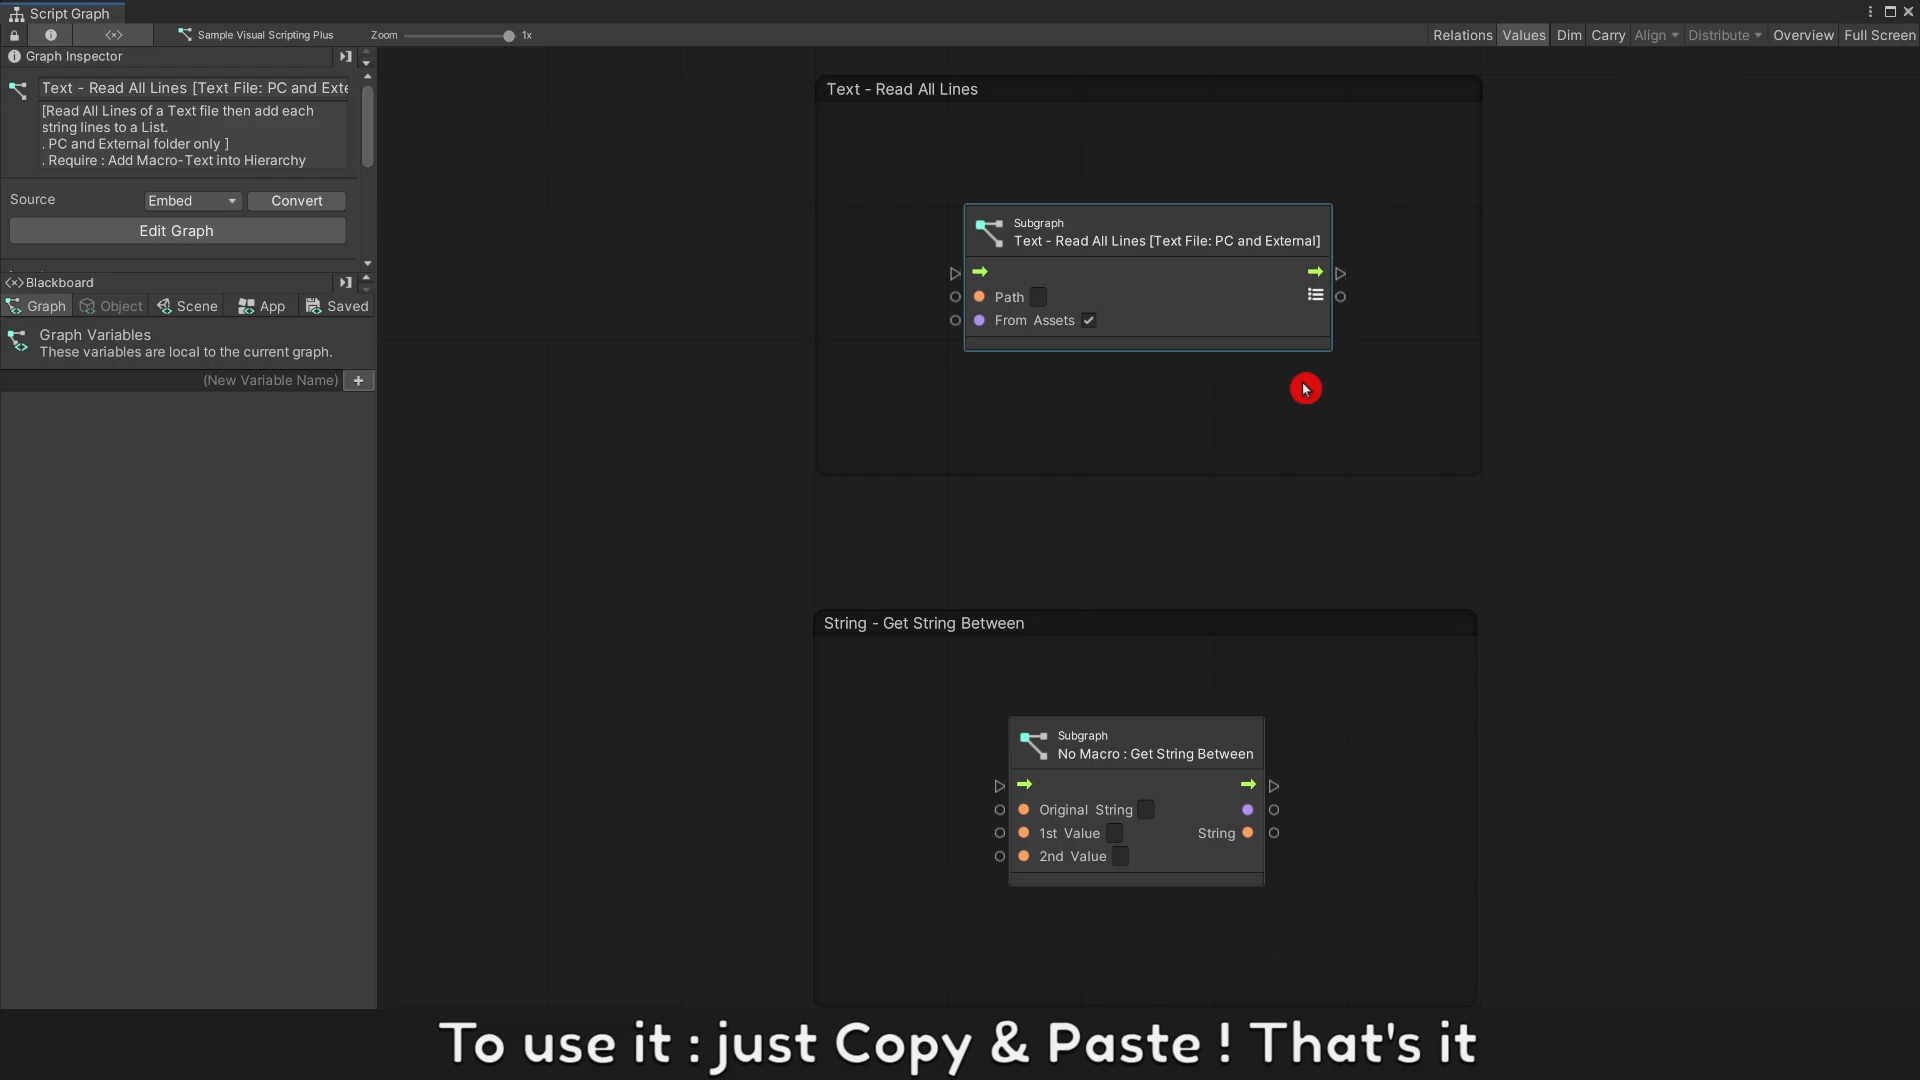 Script Graph
Sample Visual Scripting Plus
Zoom
1x
Relations
Values
Dim
Carry
Align
Distribute
Overview
Full Screen
Graph Inspector
Text - Read All Lines [Text File: PC and Exte
[Read All Lines of a Text file then add each
string lines to a List.
. PC and External folder only ]
. Require : Add Macro-Text into Hierarchy
Source
Embed
Convert
Edit Graph
<×> Blackboard
Graph
Object
Scene
App
Saved
Graph Variables
These variables are local to the current graph.
(New Variable Name)
+
Text - Read All Lines
Subgraph
Text - Read All Lines [Text File: PC and External]
Path
From Assets
String - Get String Between
Subgraph
No Macro : Get String Between
Original String
1st Value
String
2nd Value
To use it : just Copy & Paste ! That's it